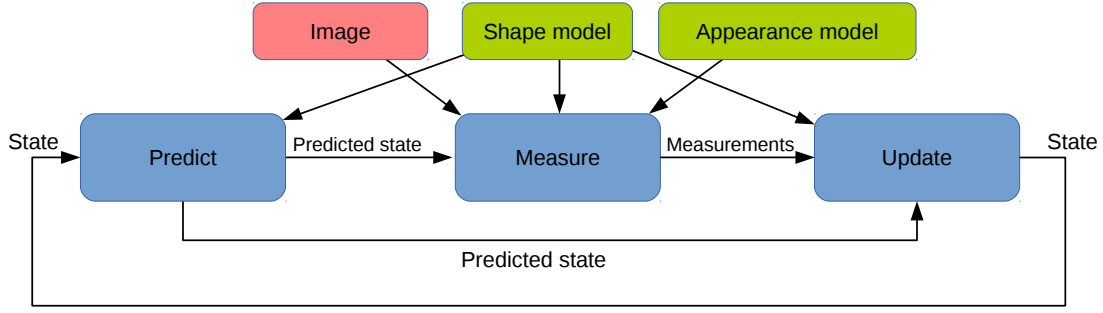 Image
Shape model
Appearance model
State
Predict
Predicted state
Measure
Measurements
Update
State
Predicted state